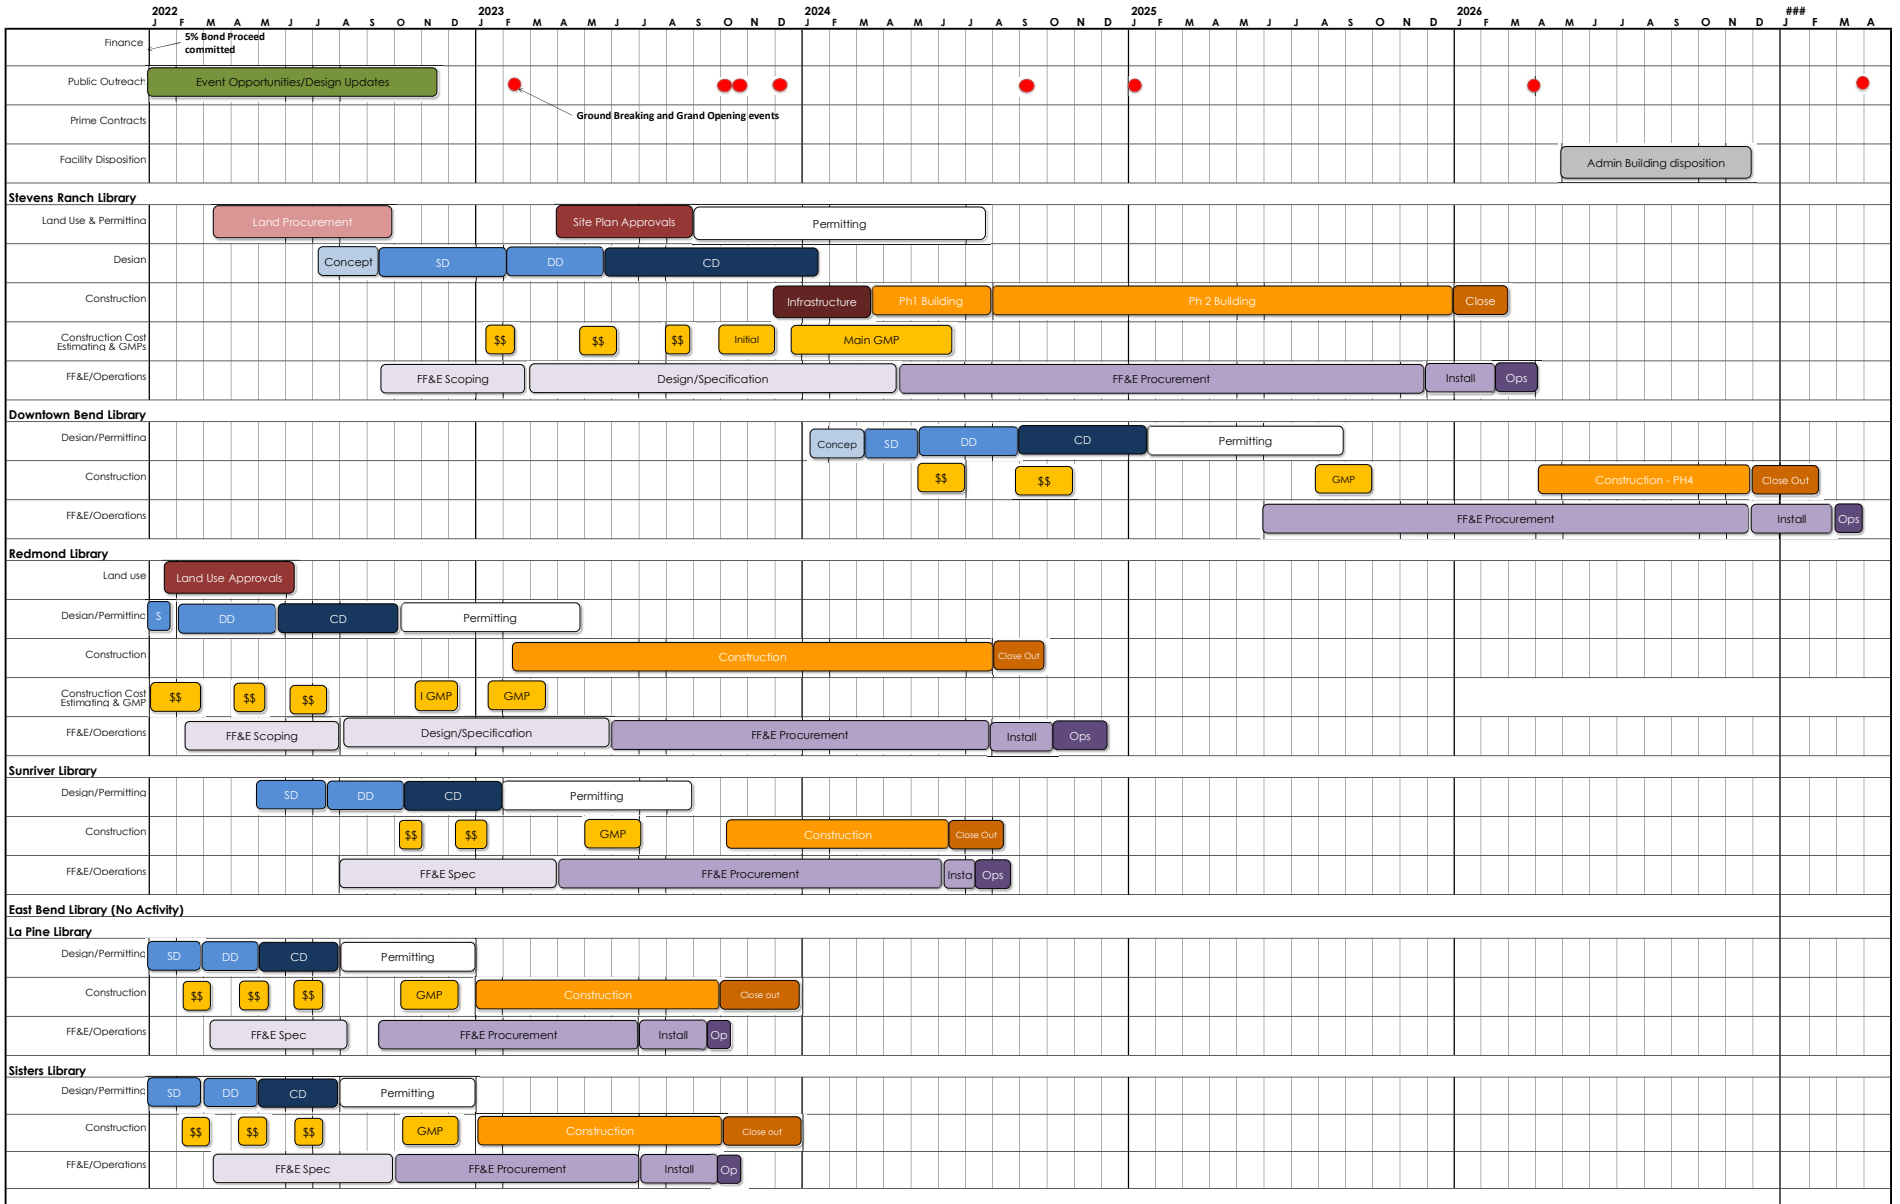 2022 2023 2024 2025 2026 ###
J F M A M J J A S O N D J F M A M J J A S O N D J F M A M J J A S O N D J F M A M J J A S O N D J F M A M J J A S O N D J F M A
Finance
5% Bond Proceed
committed
Public Outreach Event Opportunities/Design Updates
Ground Breaking and Grand Opening events
Prime Contracts
Facility Disposition Admin Building disposition
Stevens Ranch Library
Land Use & Permitting Land Procurement Site Plan Approvals Permitting
Design Concept SD DD CD
Construction Infrastructure Ph1 Building Ph 2 Building Close
Construction Cost
Estimating & GMPs
$$ $$ $$ Initial Main GMP
FF&E/Operations FF&E Scoping Design/Specification FF&E Procurement Install Ops
Downtown Bend Library
Design/Permitting Concep SD DD CD Permitting
Construction $$ $$ GMP Construction - PH4 Close Out
FF&E/Operations FF&E Procurement Install Ops
Redmond Library
Land use Land Use Approvals
Design/Permitting S DD CD Permitting
Construction Construction Close Out
Construction Cost
Estimating & GMP
$$ $$ $$ I GMP GMP
FF&E/Operations FF&E Scoping Design/Specification FF&E Procurement Install Ops
Sunriver Library
Design/Permitting SD DD CD Permitting
Construction $$ $$ GMP Construction Close Out
FF&E/Operations FF&E Spec FF&E Procurement Insta Ops
East Bend Library (No Activity)
La Pine Library
Design/Permitting SD DD CD Permitting
Construction $$ $$ $$ GMP Construction Close out
FF&E/Operations FF&E Spec FF&E Procurement Install Op
Sisters Library
Design/Permitting SD DD CD Permitting
Construction $$ $$ $$ GMP Construction Close out
FF&E/Operations FF&E Spec FF&E Procurement Install Op